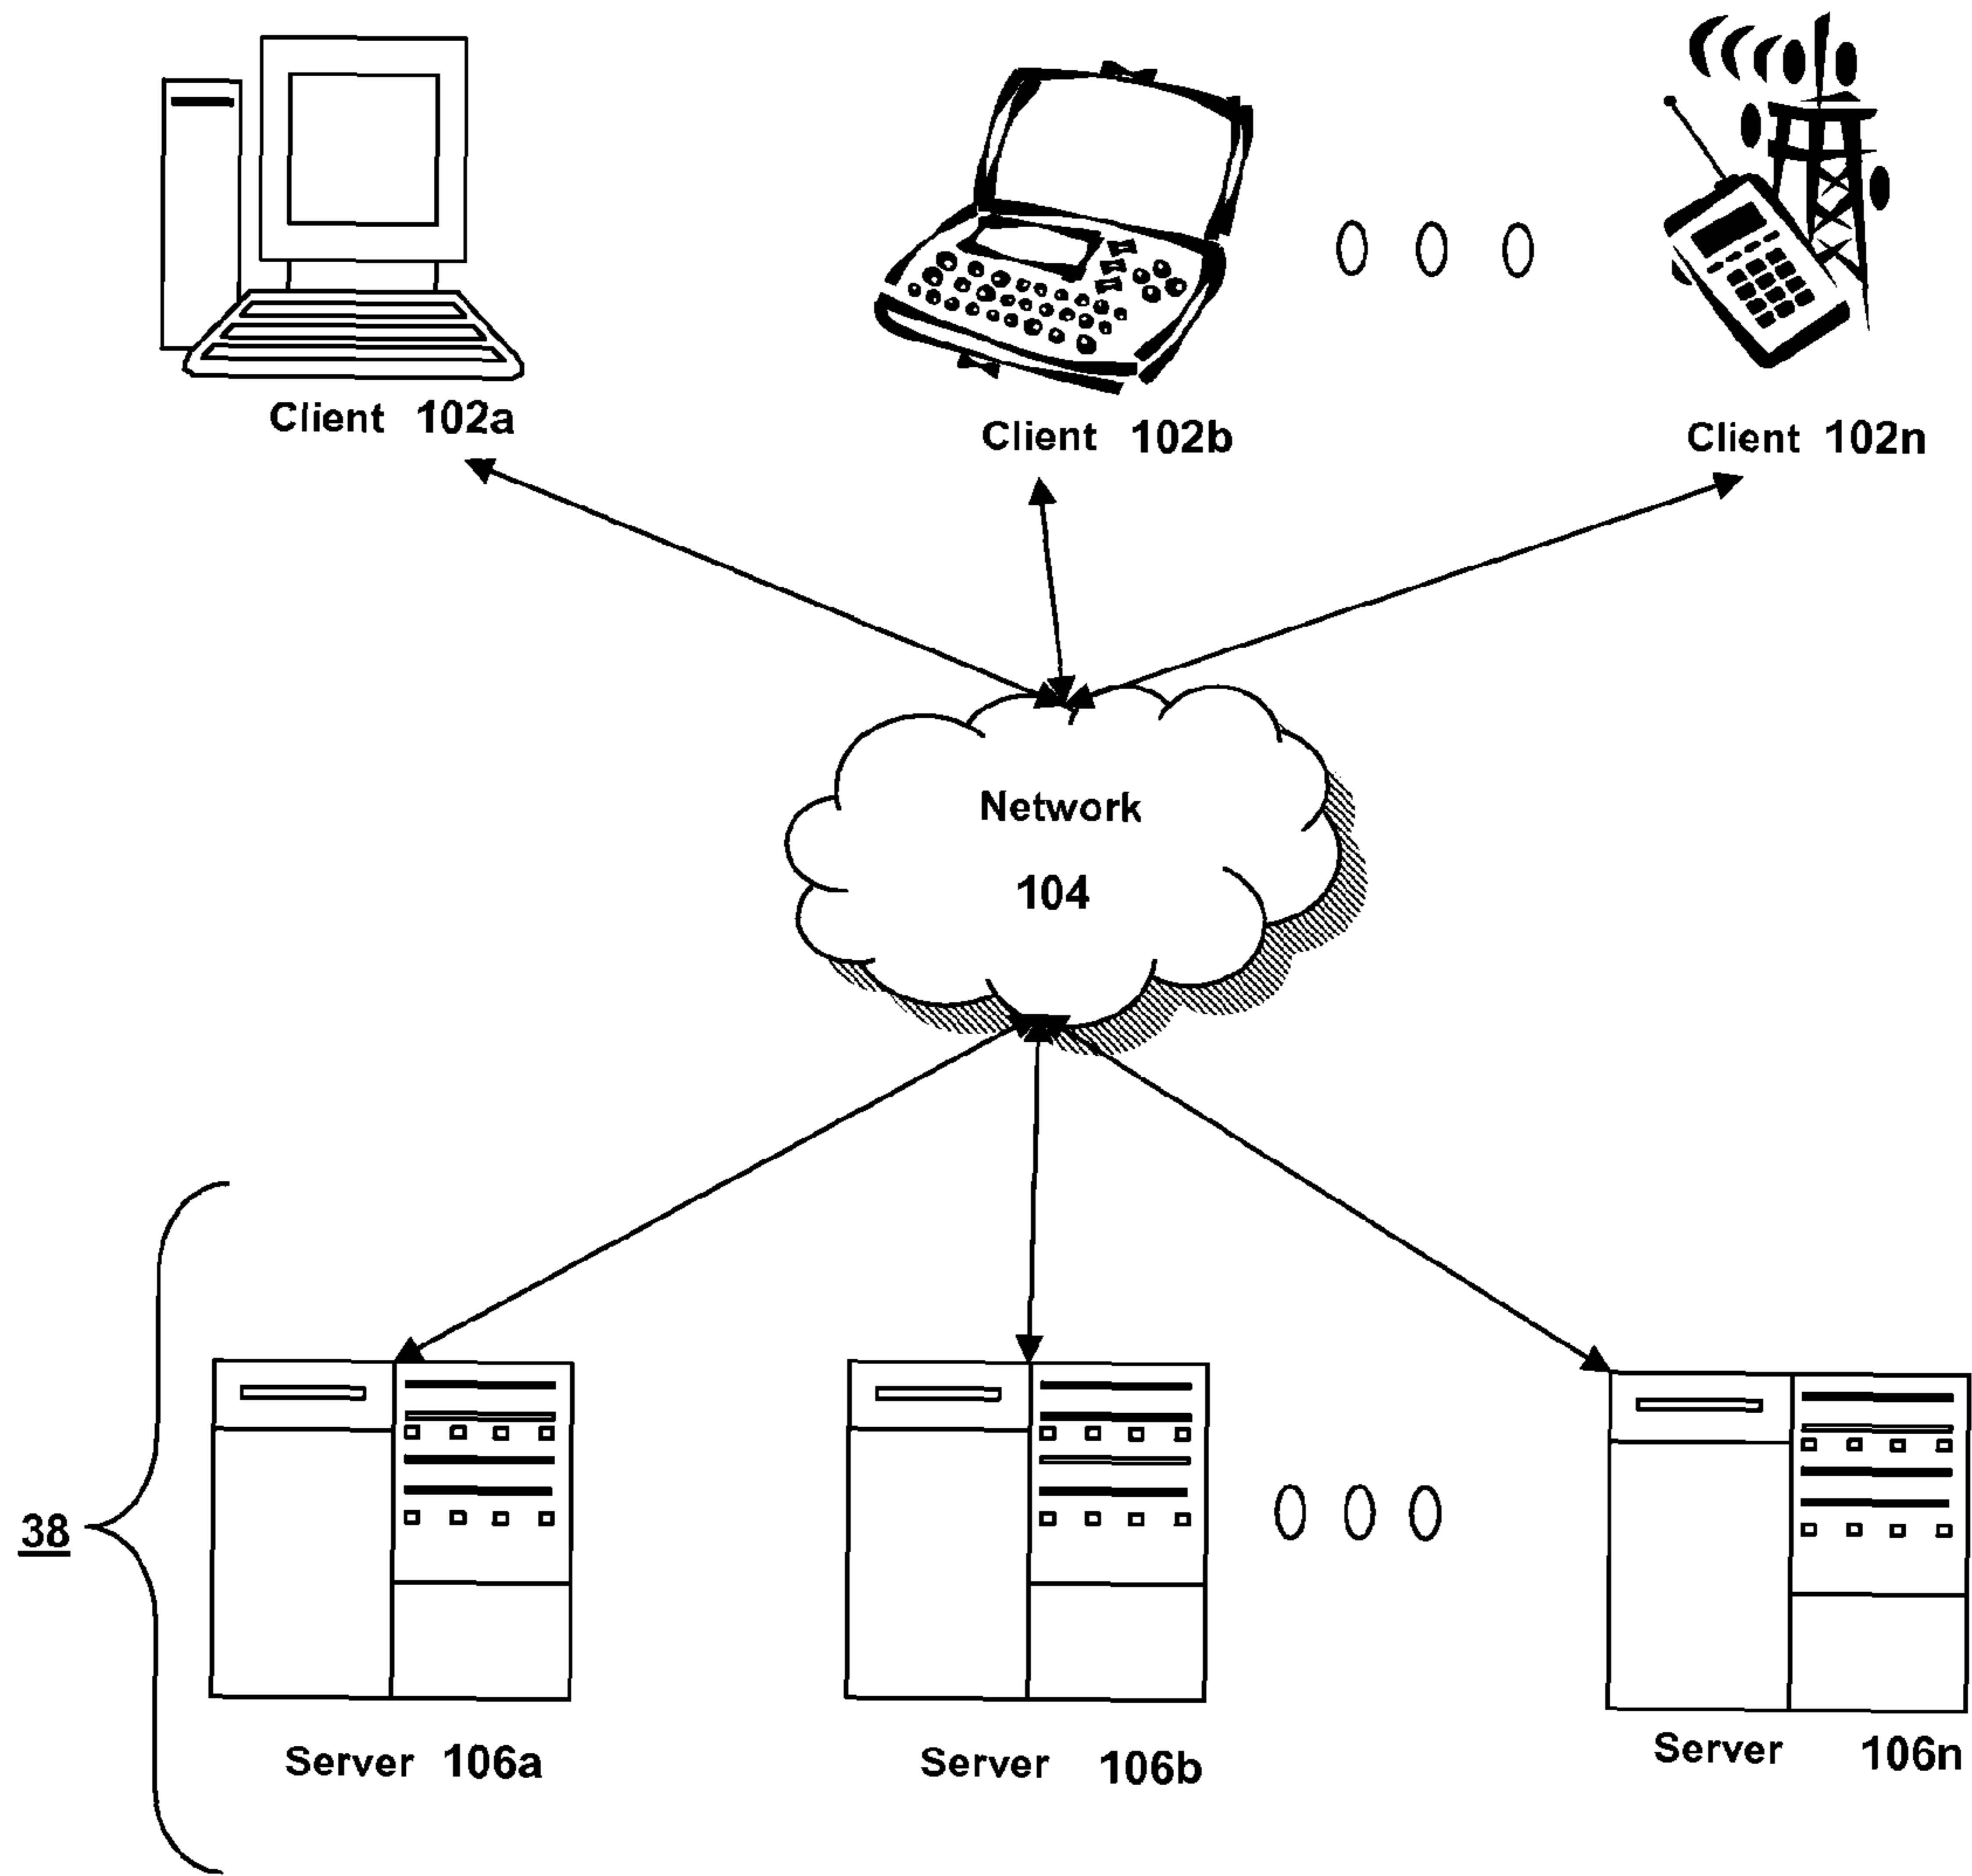 Client 102a
Client 102b
Client 102n
Network
104
38
Server 106a
Server 106b
Server 106n